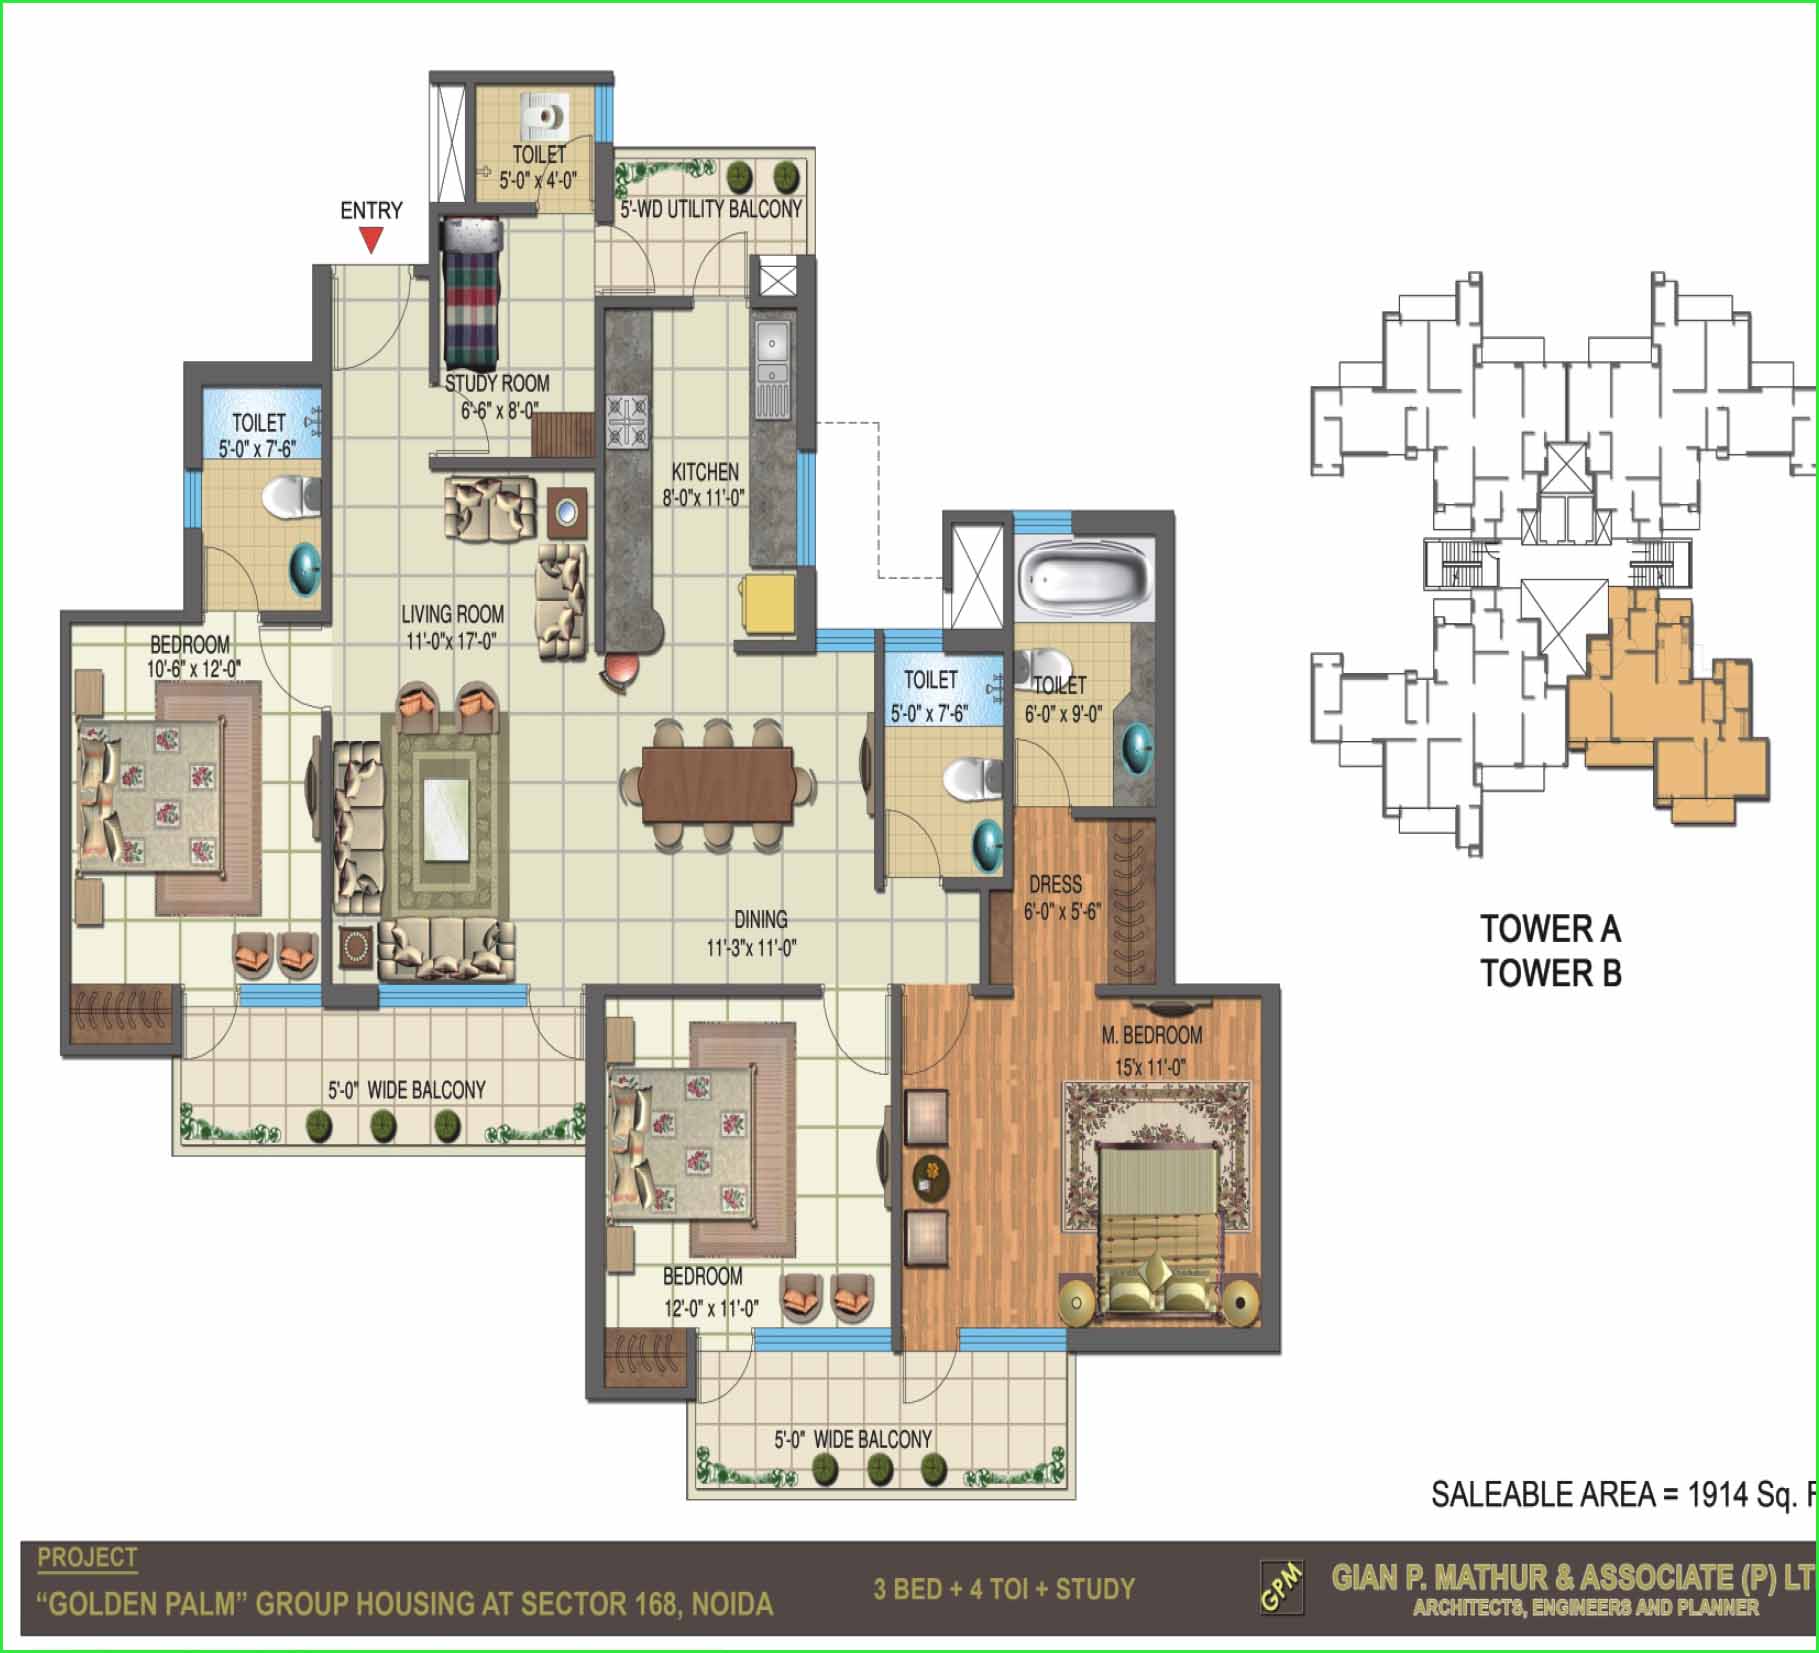 TOILET
5'-0" x 4'-0"
ENTRY
5'-WD UTILITY BALCONY
STUDY ROOM
6'-6" x 8'-0"
TOILET
5'-0" x 7'-6"
KITCHEN
8'-0"x 11'-0"
LIVING ROOM
11'-0"x 17'-0"
BEDROOM
10'-6" x 12'-0"
TOILET
5'-0" x 7'-6"
TOILET
6'-0" x 9'-0"
DRESS
6'-0" x 5'-6"
DINING
11'-3"x 11'-0"
TOWER A
TOWER B
M. BEDROOM
15'x 11'-0"
5'-0" WIDE BALCONY
BEDROOM
12'-0" x 11'-0"
5'-0" WIDE BALCONY
SALEABLE AREA = 1914 Sq. F
PROJECT
“GOLDEN PALM” GROUP HOUSING AT SECTOR 168, NOIDA
3 BED + 4 TOI + STUDY
GPM
GIAN P. MATHUR & ASSOCIATE (P) LT
ARCHITECTS, ENGINEERS AND PLANNER